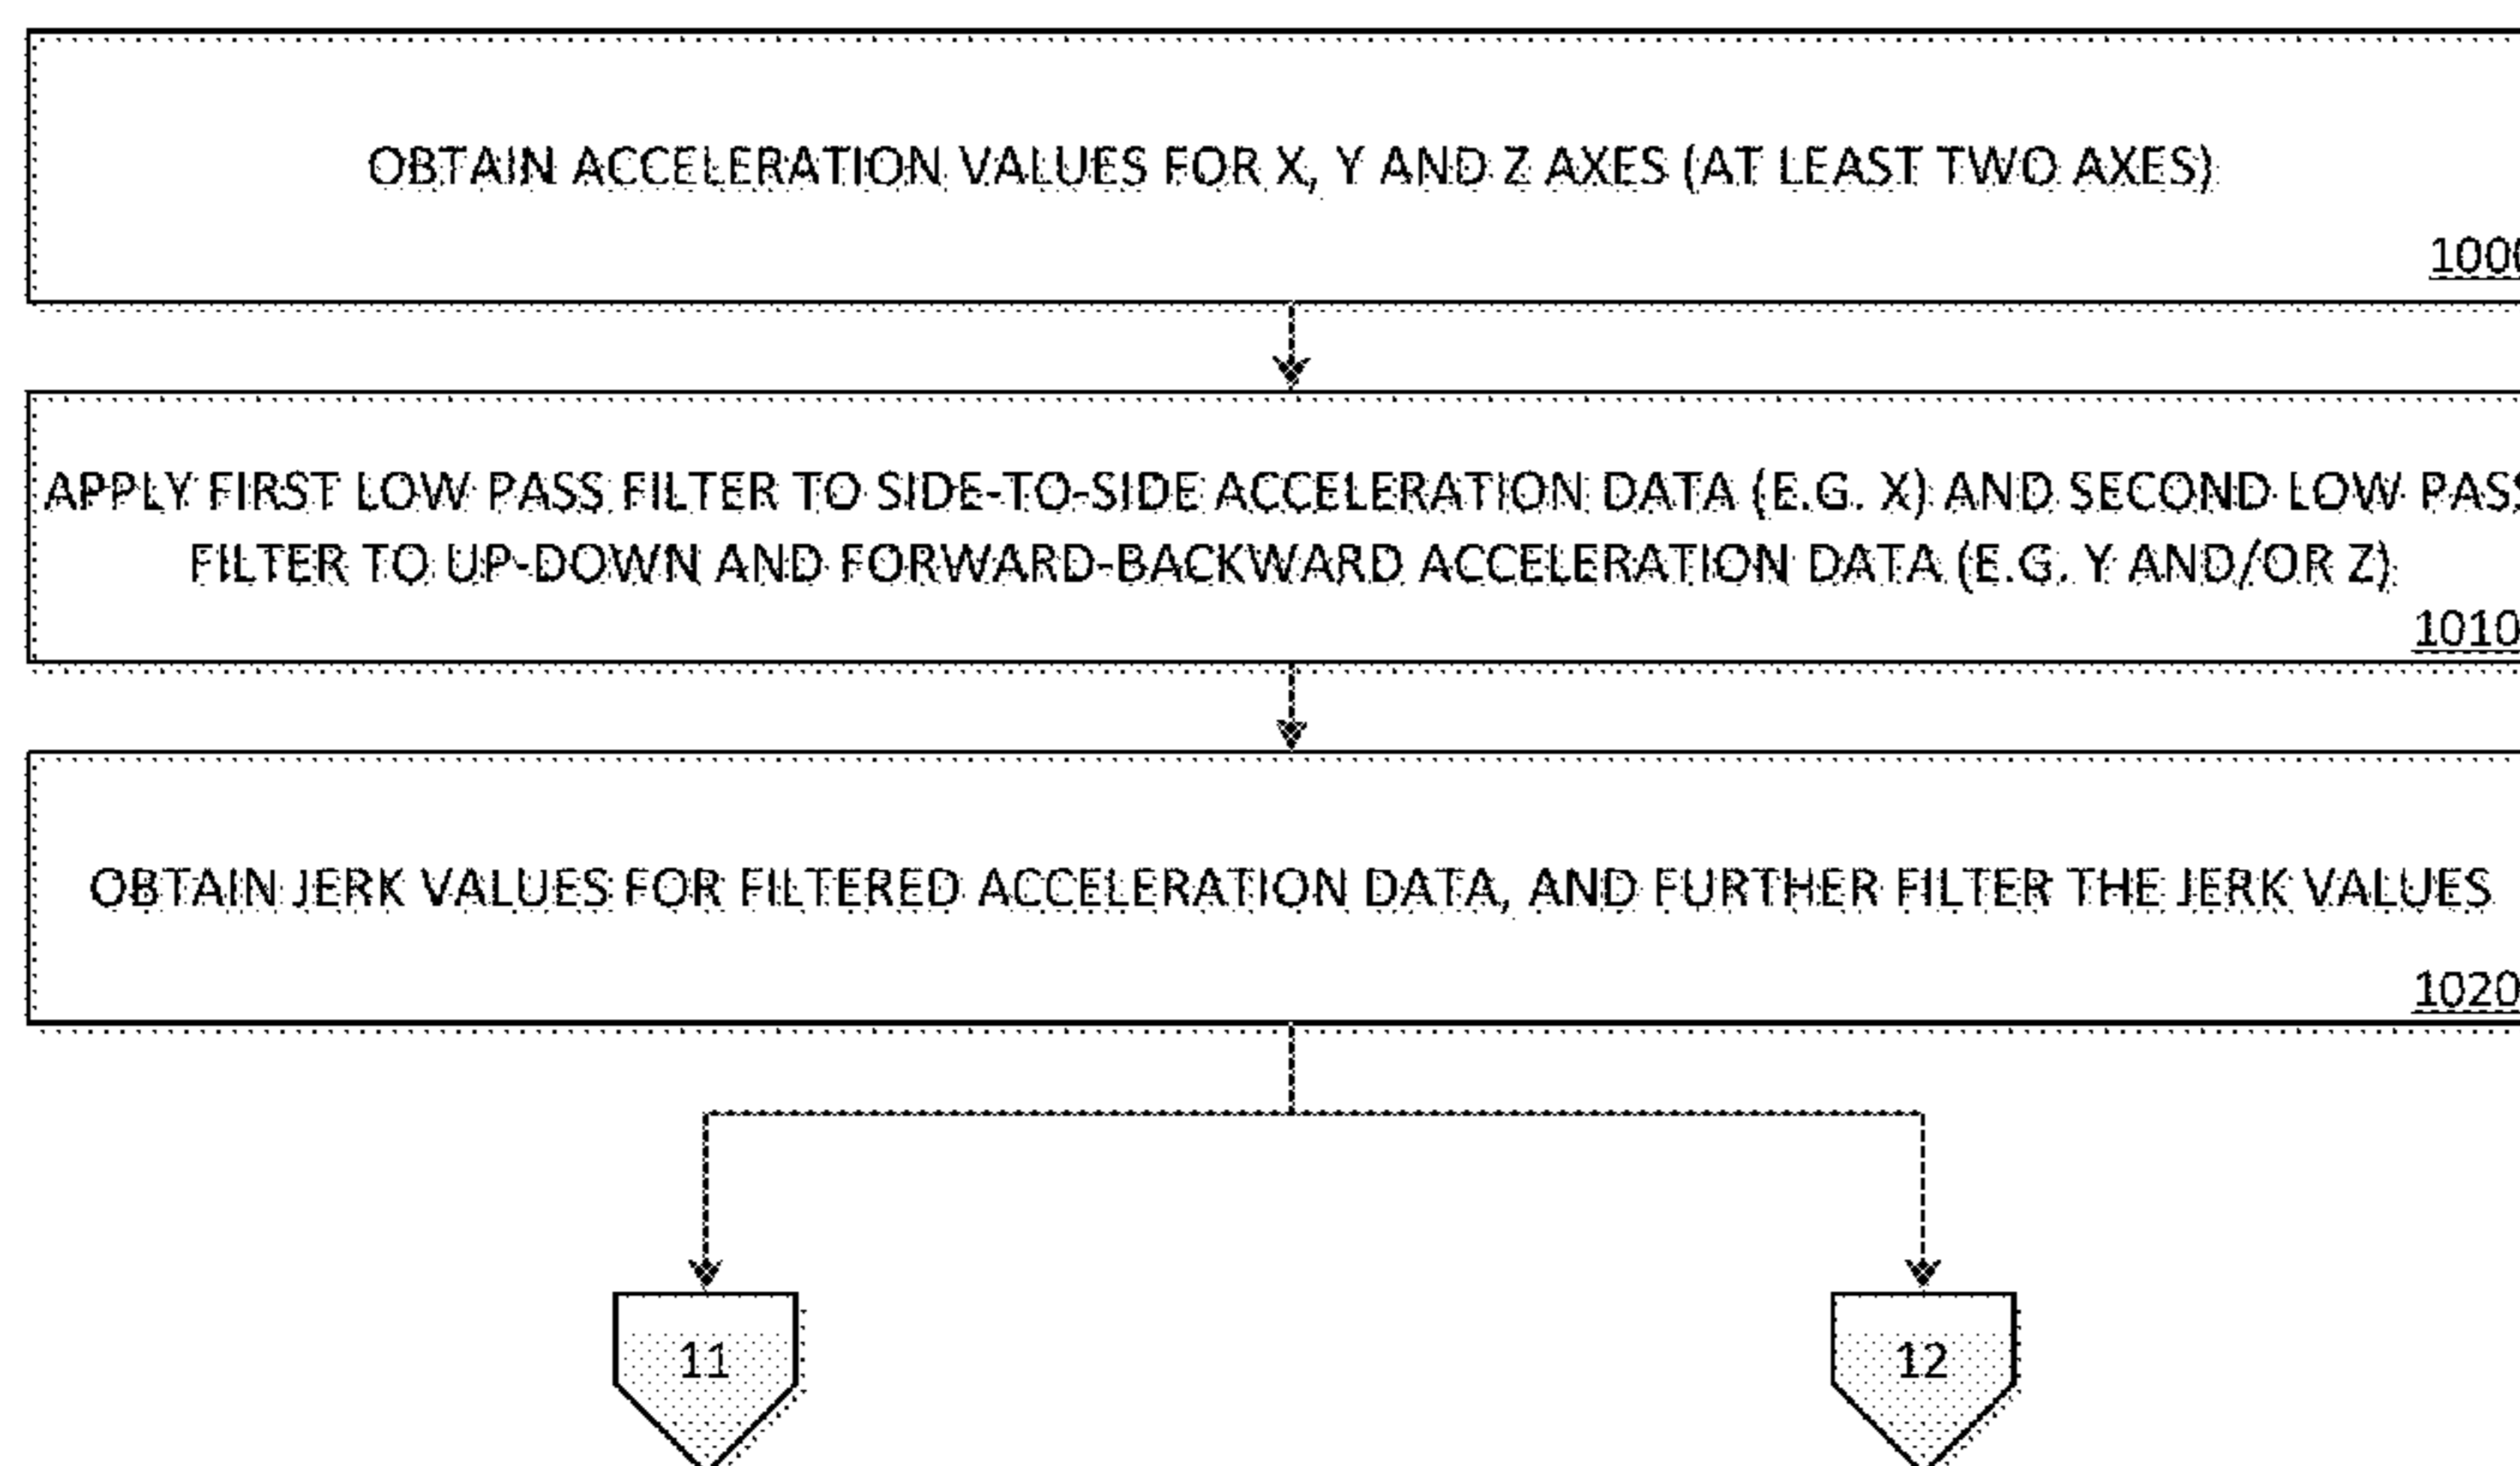 OBTAIN ACCELERATION VALUES FOR X, Y AND Z AXES (AT LEAST TWO AXES)
1000
APPLY FIRST LOW PASS FILTER TO SIDE-TO-SIDE ACCELERATION DATA (E.G. X) AND SECOND LOW PASS
FILTER TO UP-DOWN AND FORWARD-BACKWARD ACCELERATION DATA (E.G. Y AND/OR Z)
1010
OBTAIN JERK VALUES FOR FILTERED ACCELERATION DATA, AND FURTHER FILTER THE JERK VALUES
1020
11
12